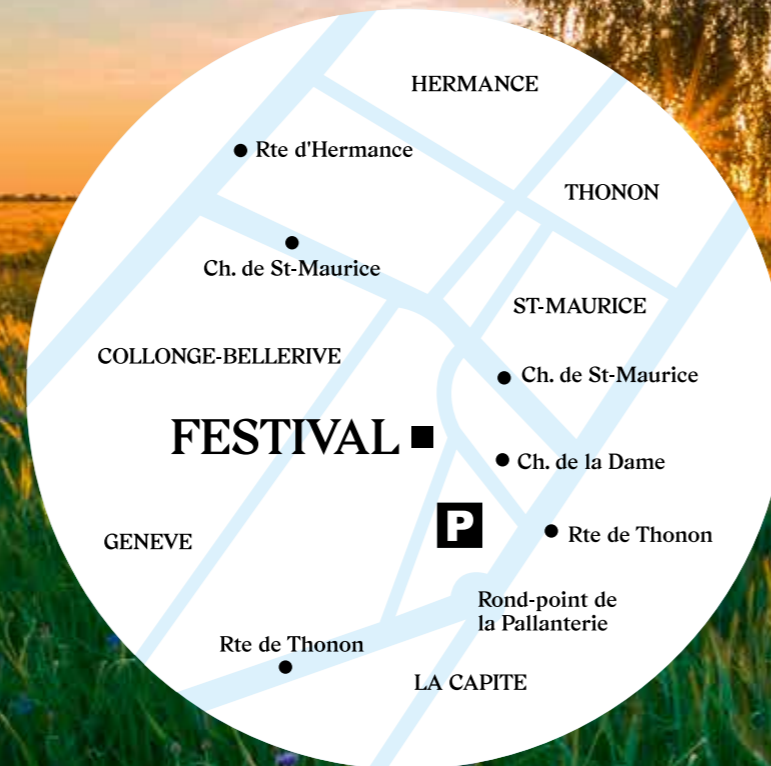 HERMANCE
Rte d'Hermance
THONON
Ch. de St-Maurice
ST-MAURICE
COLLONGE-BELLERIVE
Ch. de St-Maurice
FESTIVAL
Ch. de la Dame
P
Rte de Thonon
GENEVE
Rond-point de
la Pallanterie
Rte de Thonon
LA CAPITE